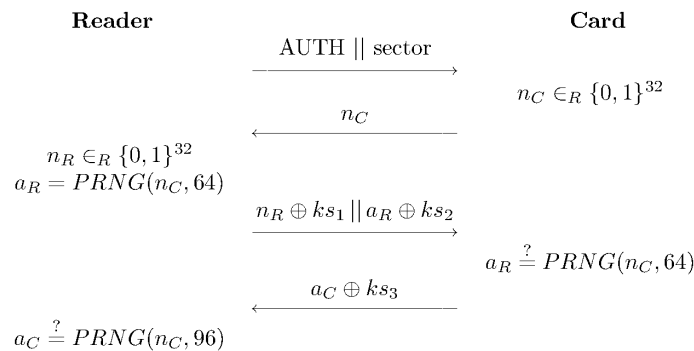 Reader Card
AUTH || sector
n_C ∈_R {0, 1}^32
n_C
n_R ∈_R {0, 1}^32
a_R = PRNG(n_C, 64)
n_R ⊕ ks_1 || a_R ⊕ ks_2
a_R ≟ PRNG(n_C, 64)
a_C ⊕ ks_3
a_C ≟ PRNG(n_C, 96)